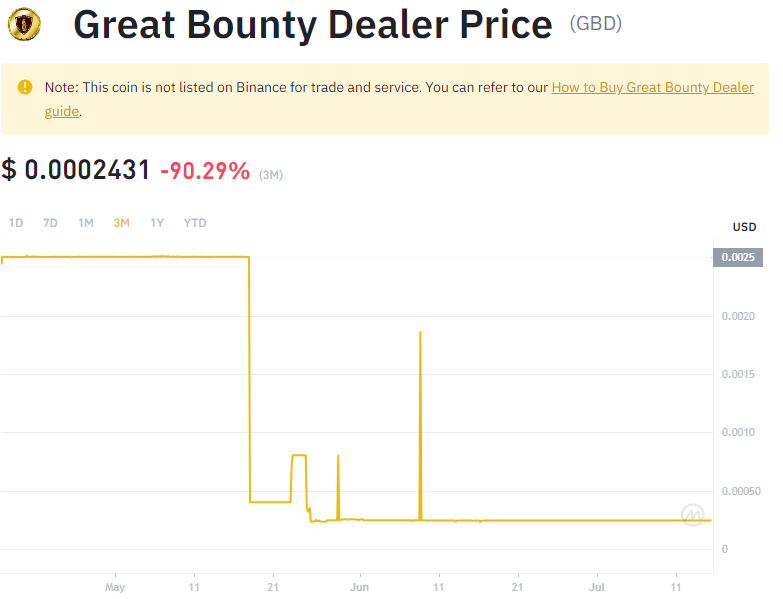 Great Bounty Dealer Price (GBD)
Note: This coin is not listed on Binance for trade and service. You can refer to our How to Buy Great Bounty Dealer
guide.
$ 0.0002431 -90.29% (3M)
1D 7D 1M 3M 1Y YTD
USD
0.0025
0.0020
0.0015
0.0010
0.00050
0
May 11 21 Jun 11 21 Jul 11